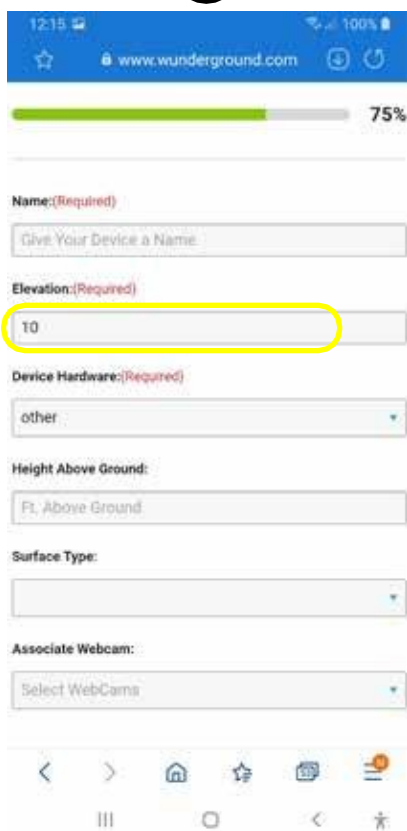 12:15 100%
www.wunderground.com
75%
Name:(Required)
Give Your Device a Name
Elevation:(Required)
10
Device Hardware:(Required)
other
Height Above Ground:
Ft. Above Ground
Surface Type:
Associate Webcam:
Select WebCams
N